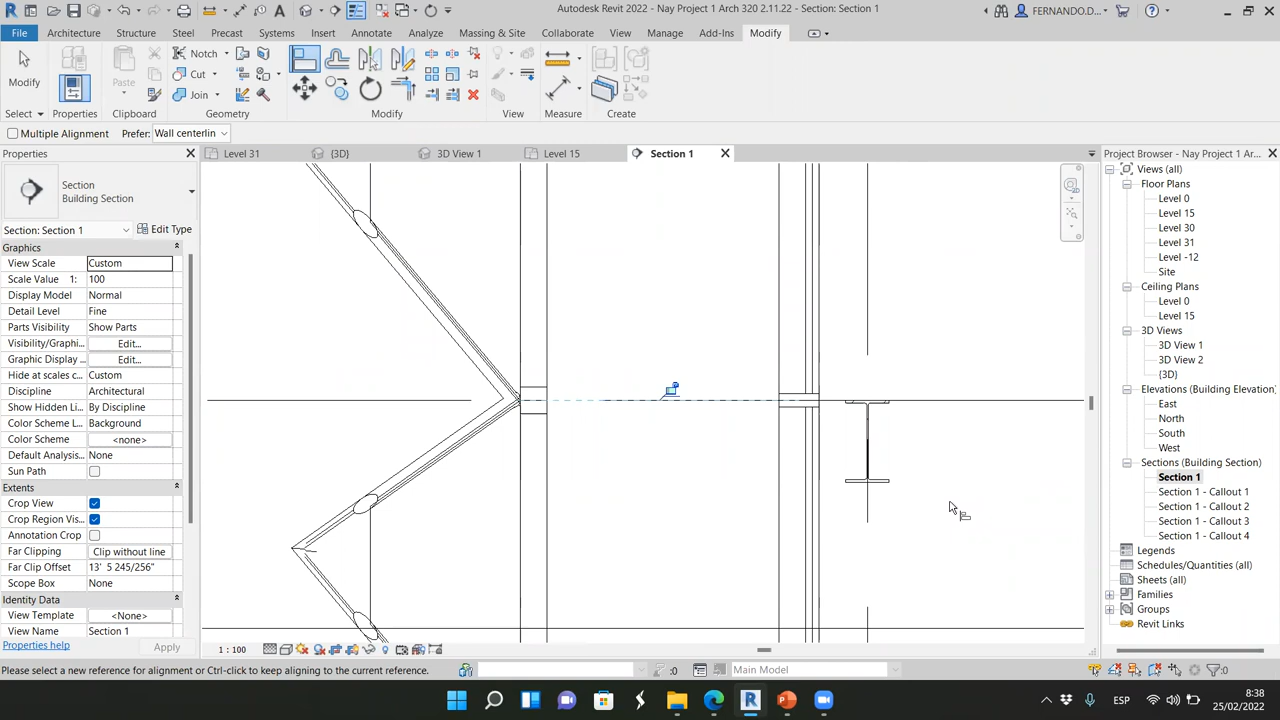 Autodesk Revit 2022 - Nay Project 1 Arch 320 2.11.22 - Section: Section 1
FERNANDO.D...
File Architecture Structure Steel Precast Systems Insert Annotate Analyze Massing & Site Collaborate View Manage Add-Ins Modify
Modify Paste Notch Cut Join
Select Properties Clipboard Geometry Modify View Measure Create
Multiple Alignment Prefer: Wall centerlin
Properties
Level 31 {3D} 3D View 1 Level 15 Section 1
Project Browser - Nay Project 1 Ar...
Section
Building Section
Section: Section 1 Edit Type
Graphics
View Scale Custom
Scale Value 1: 100
Display Model Normal
Detail Level Fine
Parts Visibility Show Parts
Visibility/Graphi... Edit...
Graphic Display ... Edit...
Hide at scales c... Custom
Discipline Architectural
Show Hidden Li... By Discipline
Color Scheme L... Background
Color Scheme <none>
Default Analysis... None
Sun Path
Extents
Crop View
Crop Region Vis...
Annotation Crop
Far Clipping Clip without line
Far Clip Offset 13' 5 245/256"
Scope Box None
Identity Data
View Template <None>
View Name Section 1
Properties help Apply
Views (all)
Floor Plans
Level 0
Level 15
Level 30
Level 31
Level -12
Site
Ceiling Plans
Level 0
Level 15
3D Views
3D View 1
3D View 2
{3D}
Elevations (Building Elevation)
East
North
South
West
Sections (Building Section)
Section 1
Section 1 - Callout 1
Section 1 - Callout 2
Section 1 - Callout 3
Section 1 - Callout 4
Legends
Schedules/Quantities (all)
Sheets (all)
Families
Groups
Revit Links
1 : 100
Please select a new reference for alignment or Ctrl-click to keep aligning to the current reference. :0 Main Model :0
ESP 8:38
25/02/2022